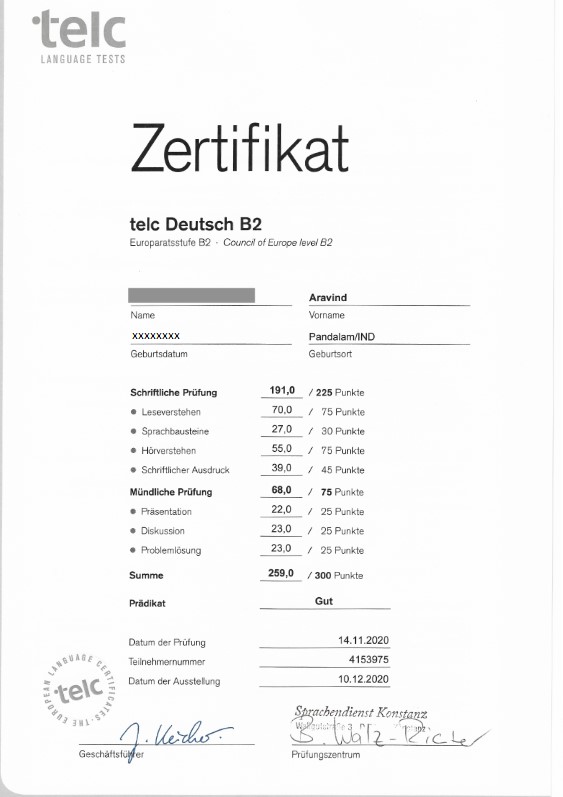 telc
LANGUAGE TESTS
Zertifikat
telc Deutsch B2
Europaratsstufe B2 · Council of Europe level B2
Aravind
Name Vorname
XXXXXXXX Pandalam/IND
Geburtsdatum Geburtsort
Schriftliche Prüfung 191,0 / 225 Punkte
• Leseverstehen 70,0 / 75 Punkte
• Sprachbausteine 27,0 / 30 Punkte
• Hörverstehen 55,0 / 75 Punkte
• Schriftlicher Ausdruck 39,0 / 45 Punkte
Mündliche Prüfung 68,0 / 75 Punkte
• Präsentation 22,0 / 25 Punkte
• Diskussion 23,0 / 25 Punkte
• Problemlösung 23,0 / 25 Punkte
Summe 259,0 / 300 Punkte
Prädikat Gut
Datum der Prüfung 14.11.2020
Teilnehmernummer 4153975
Datum der Ausstellung 10.12.2020
THE EUROPEAN LANGUAGE CERTIFICATES
telc
Sprachendienst Konstanz
B. Walz-Richter
Geschäftsführer Prüfungszentrum